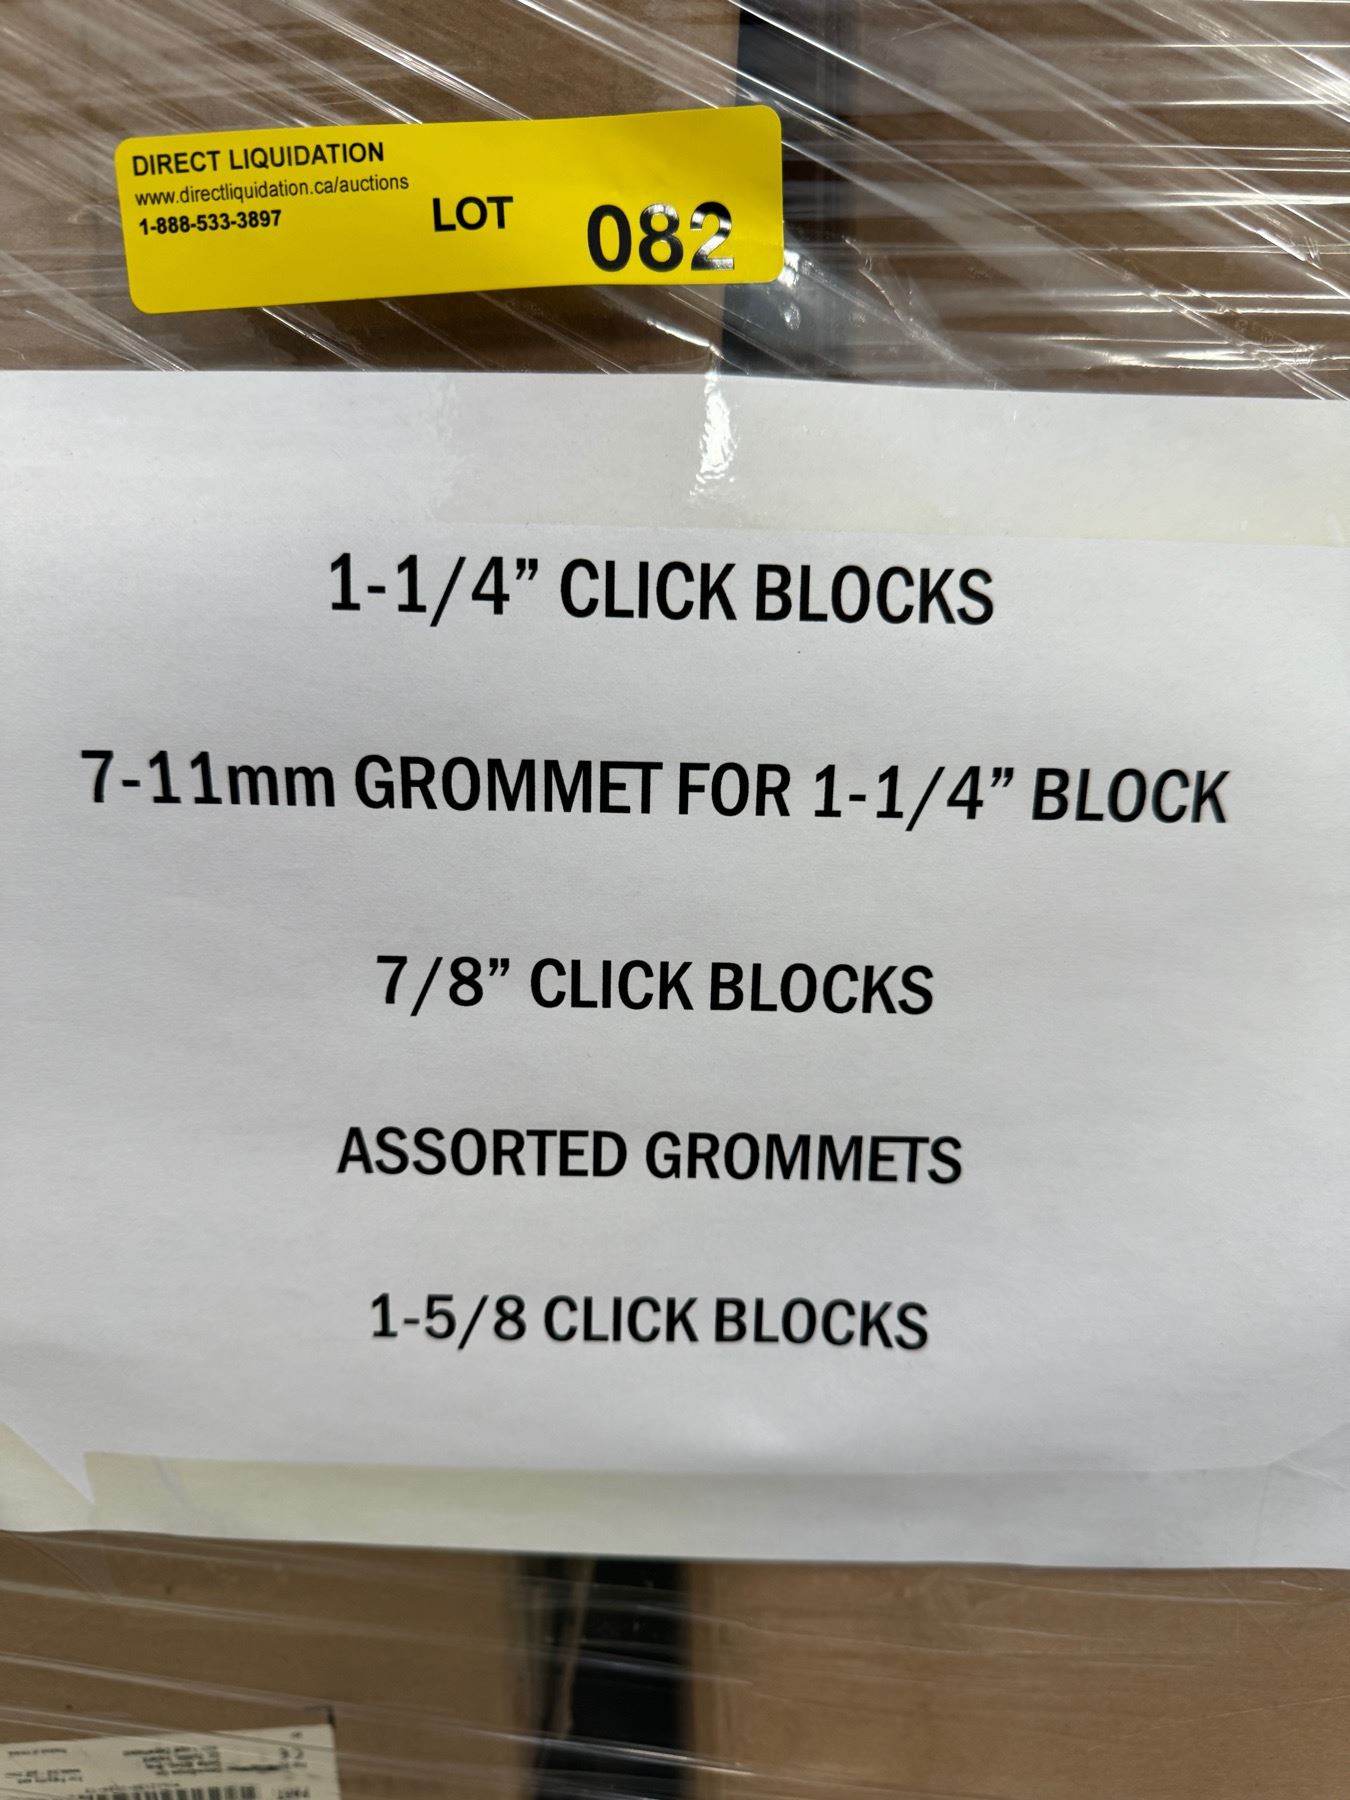 DIRECT LIQUIDATION
www.directliquidation.ca/auctions
1-888-533-3897
LOT 082
1-1/4” CLICK BLOCKS
7-11mm GROMMET FOR 1-1/4” BLOCK
7/8” CLICK BLOCKS
ASSORTED GROMMETS
1-5/8 CLICK BLOCKS